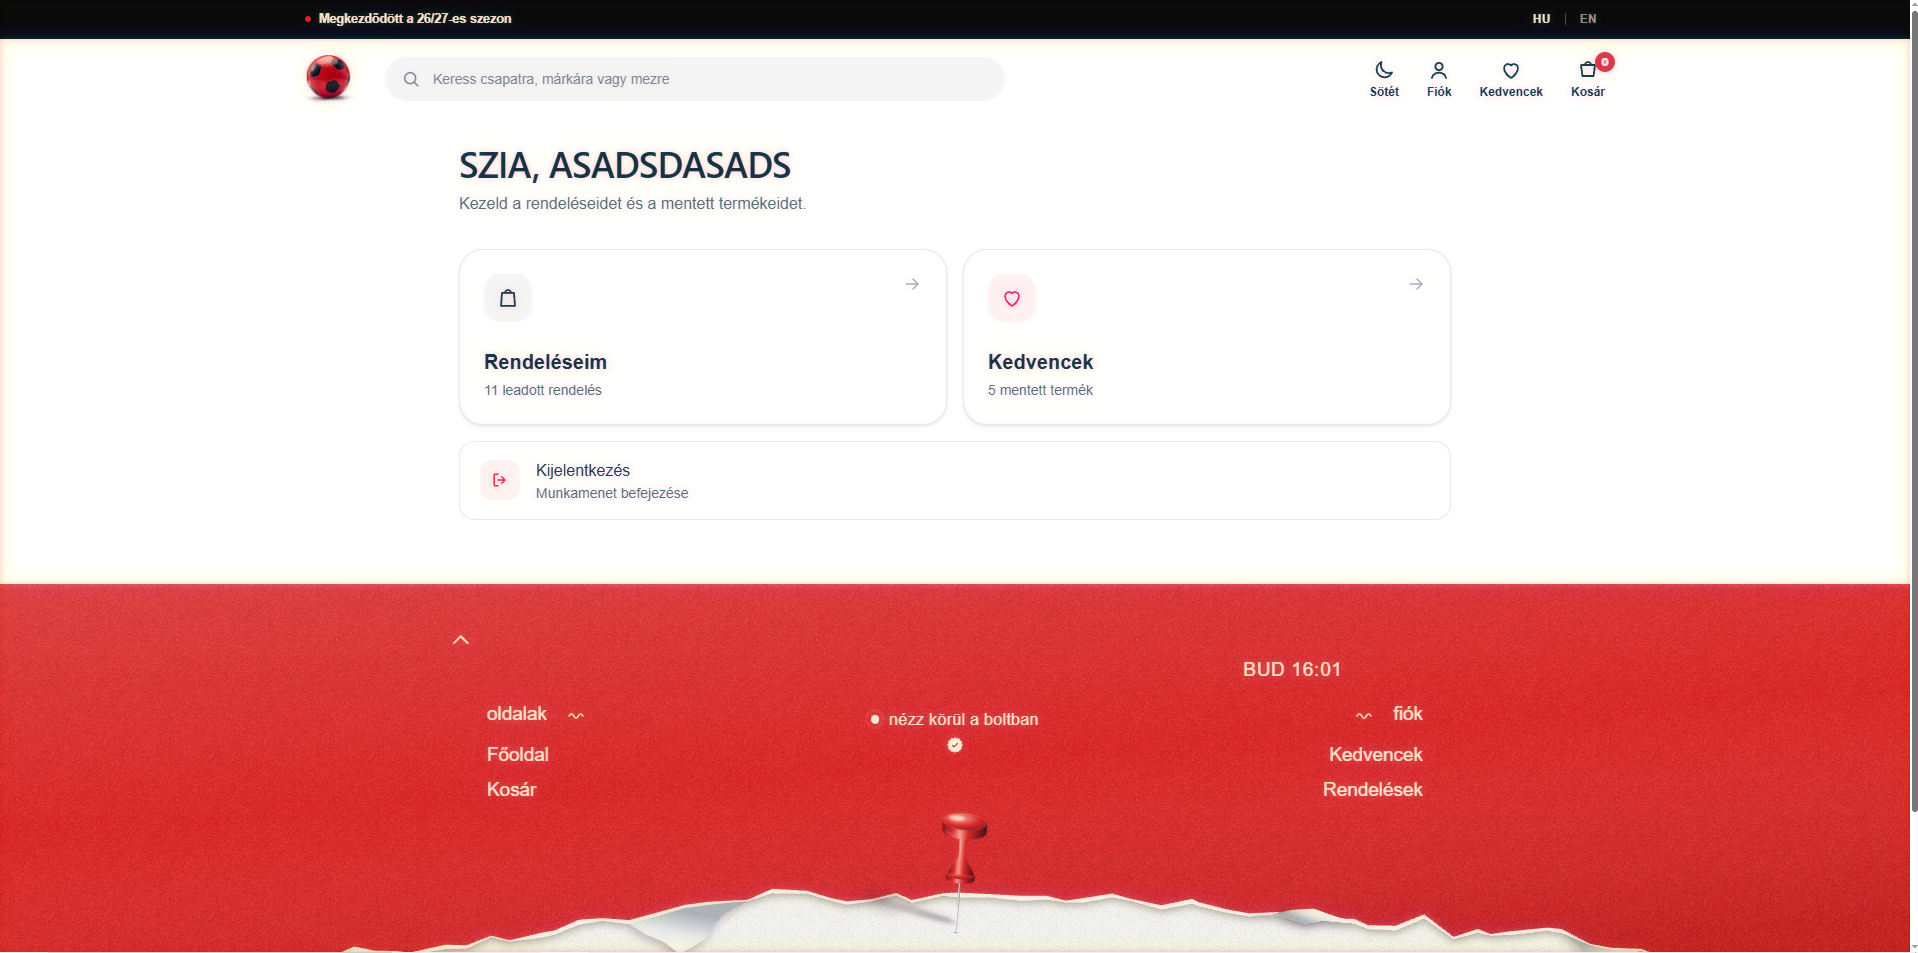 Megkezdődött a 26/27-es szezon
HU
EN
Keress csapatra, márkára vagy mezre
Sötét
Fiók
Kedvencek
0
Kosár
SZIA, ASADSDASADS
Kezeld a rendeléseidet és a mentett termékeidet.
Rendeléseim
11 leadott rendelés
Kedvencek
5 mentett termék
Kijelentkezés
Munkamenet befejezése
BUD 16:01
oldalak
Főoldal
Kosár
nézz körül a boltban
fiók
Kedvencek
Rendelések